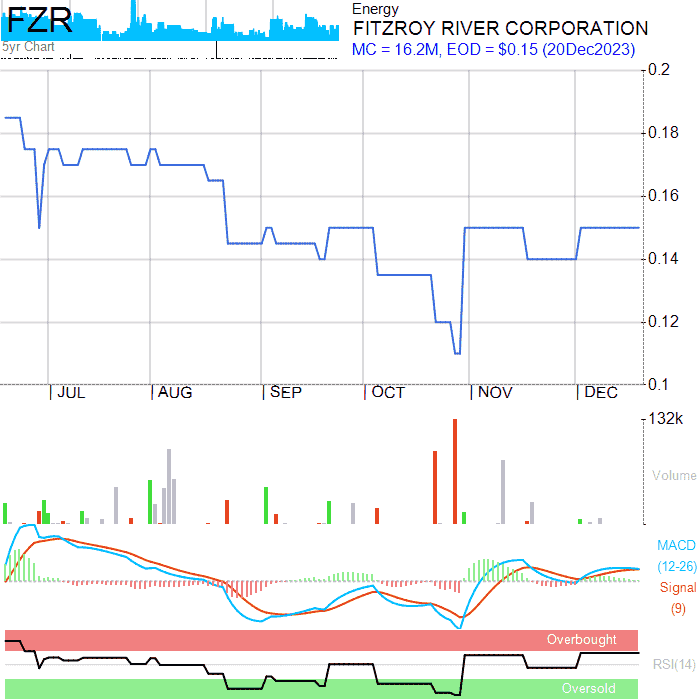 FZR
5yr Chart
Energy
FITZROY RIVER CORPORATION
MC = 16.2M, EOD = $0.15 (20Dec2023)
0.2
0.18
0.16
0.14
0.12
0.1
JUL AUG SEP OCT NOV DEC
132k
Volume
MACD
(12-26)
Signal
(9)
Overbought
RSI(14)
Oversold